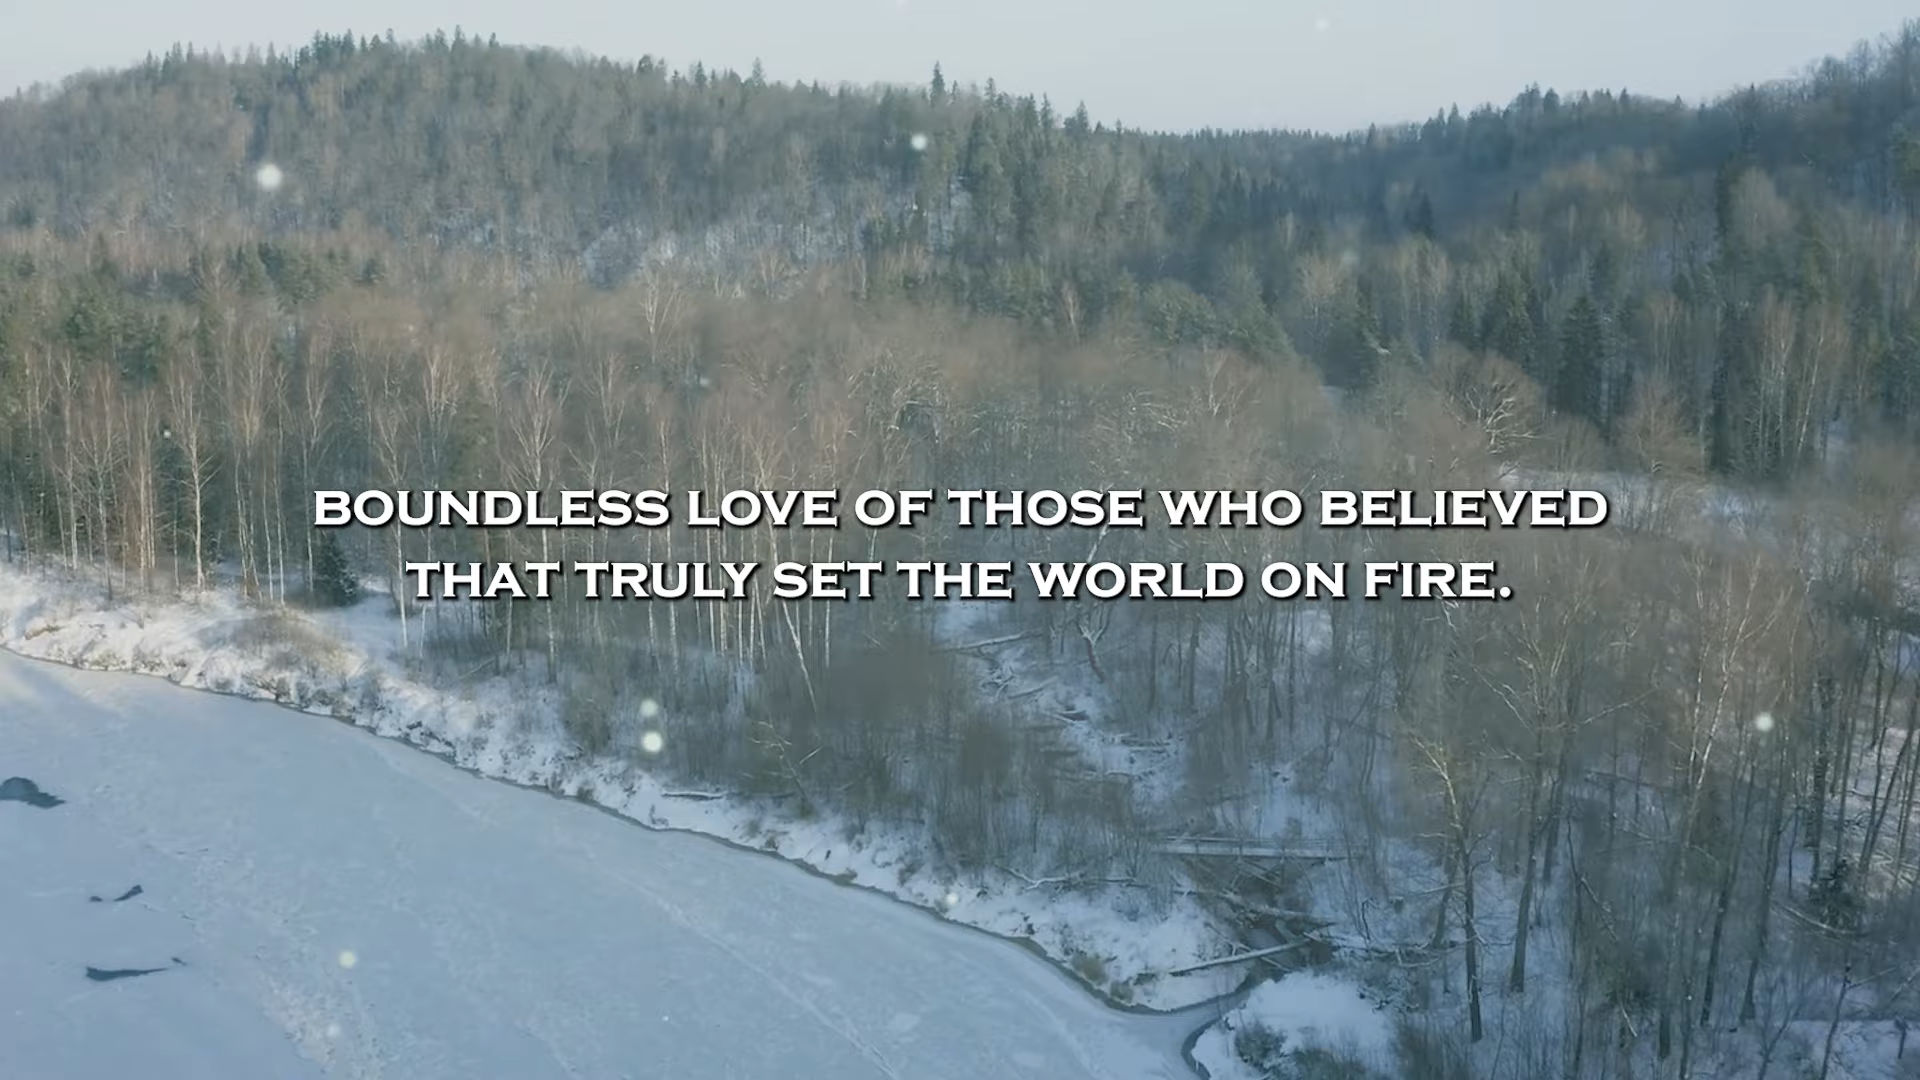 BOUNDLESS LOVE OF THOSE WHO BELIEVED
THAT TRULY SET THE WORLD ON FIRE.